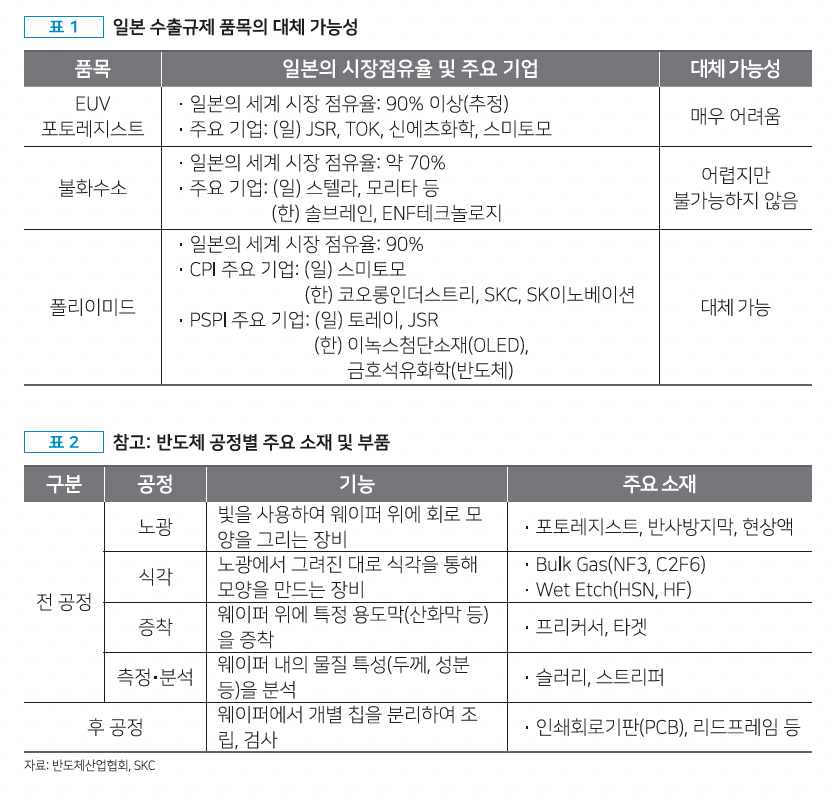 표 1 일본 수출규제 품목의 대체 가능성
품목 일본의 시장점유율 및 주요 기업 대체 가능성
EUV
포토레지스트
· 일본의 세계 시장 점유율: 90% 이상(추정)
· 주요 기업: (일) JSR, TOK, 신에츠화학, 스미토모
매우 어려움
불화수소
· 일본의 세계 시장 점유율: 약 70%
· 주요 기업: (일) 스텔라, 모리타 등
(한) 솔브레인, ENF테크놀로지
어렵지만
불가능하지 않음
폴리이미드
· 일본의 세계 시장 점유율: 90%
· CPI 주요 기업: (일) 스미토모
(한) 코오롱인더스트리, SKC, SK이노베이션
· PSPI 주요 기업: (일) 토레이, JSR
(한) 이녹스첨단소재(OLED),
금호석유화학(반도체)
대체 가능
표 2 참고: 반도체 공정별 주요 소재 및 부품
구분 공정 기능 주요 소재
전 공정
노광
빛을 사용하여 웨이퍼 위에 회로 모
양을 그리는 장비
· 포토레지스트, 반사방지막, 현상액
식각
노광에서 그려진 대로 식각을 통해
모양을 만드는 장비
· Bulk Gas(NF3, C2F6)
· Wet Etch(HSN, HF)
증착
웨이퍼 위에 특정 용도막(산화막 등)
을 증착
· 프리커서, 타겟
측정·분석
웨이퍼 내의 물질 특성(두께, 성분
등)을 분석
· 슬러리, 스트리퍼
후 공정
웨이퍼에서 개별 칩을 분리하여 조
립, 검사
· 인쇄회로기판(PCB), 리드프레임 등
자료: 반도체산업협회, SKC